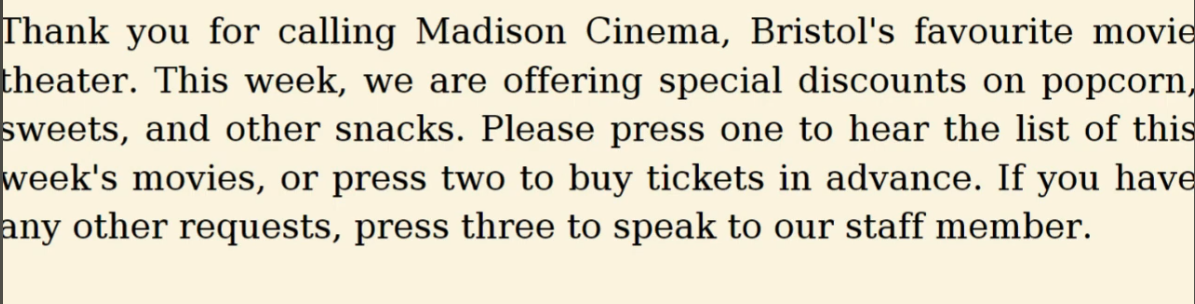 Thank you for calling Madison Cinema, Bristol's favourite movie
theater. This week, we are offering special discounts on popcorn,
sweets, and other snacks. Please press one to hear the list of this
week's movies, or press two to buy tickets in advance. If you have
any other requests, press three to speak to our staff member.